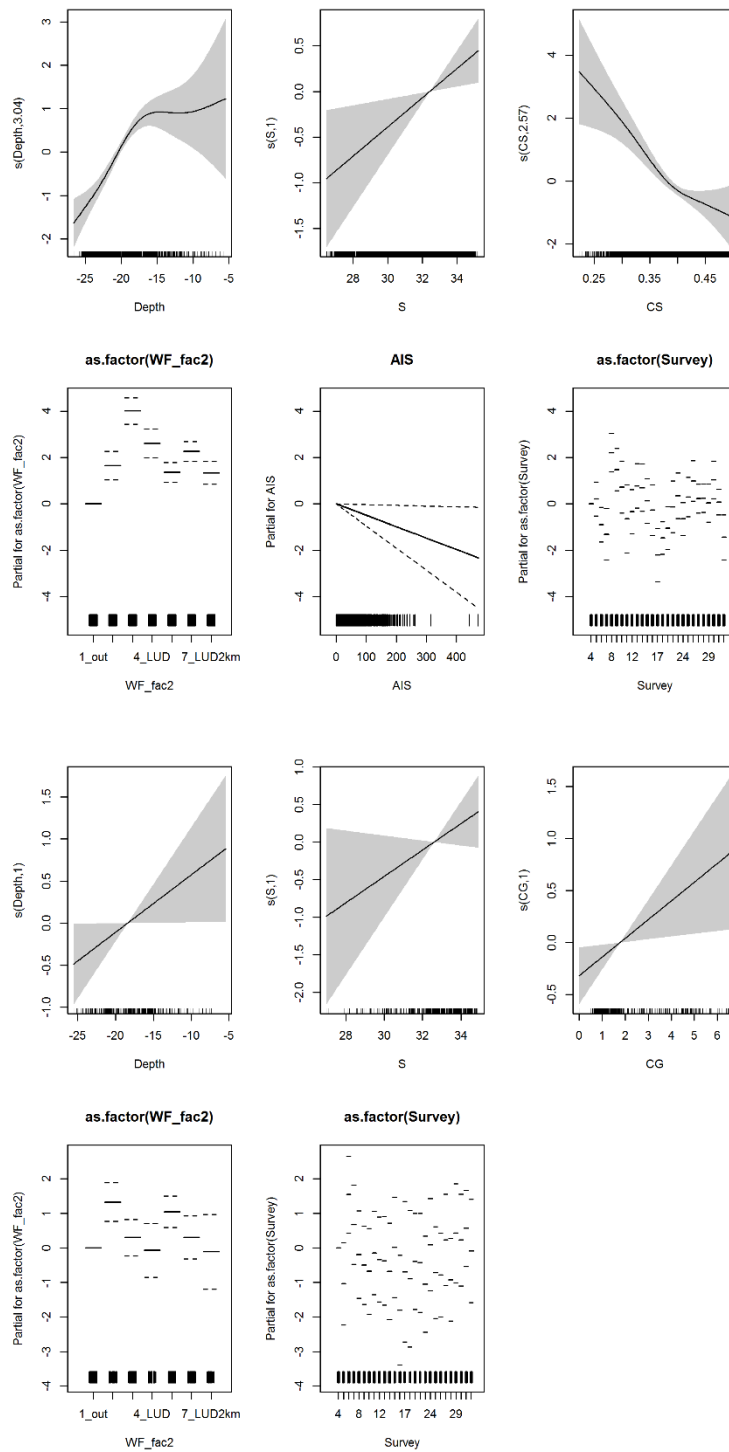 s(Depth,3.04)
3
2
1
0
-1
-2
-25 -20 -15 -10 -5
Depth
s(S,1)
0.5
0.0
-0.5
-1.0
-1.5
28 30 32 34
S
s(CS,2.57)
4
2
0
-2
0.25 0.35 0.45
CS
as.factor(WF_fac2)
Partial for as.factor(WF_fac2)
4
2
0
-2
-4
1_out 4_LUD 7_LUD2km
WF_fac2
AIS
Partial for AIS
4
2
0
-2
-4
0 100 200 300 400
AIS
as.factor(Survey)
Partial for as.factor(Survey)
4
2
0
-2
-4
4 8 12 17 24 29
Survey
s(Depth,1)
1.5
1.0
0.5
0.0
-0.5
-1.0
-25 -20 -15 -10 -5
Depth
s(S,1)
1.0
0.5
0.0
-0.5
-1.0
-1.5
-2.0
28 30 32 34
S
s(CG,1)
1.5
1.0
0.5
0.0
-0.5
0 1 2 3 4 5 6
CG
as.factor(WF_fac2)
Partial for as.factor(WF_fac2)
2
1
0
-1
-2
-3
-4
1_out 4_LUD 7_LUD2km
WF_fac2
as.factor(Survey)
Partial for as.factor(Survey)
2
1
0
-1
-2
-3
-4
4 8 12 17 24 29
Survey